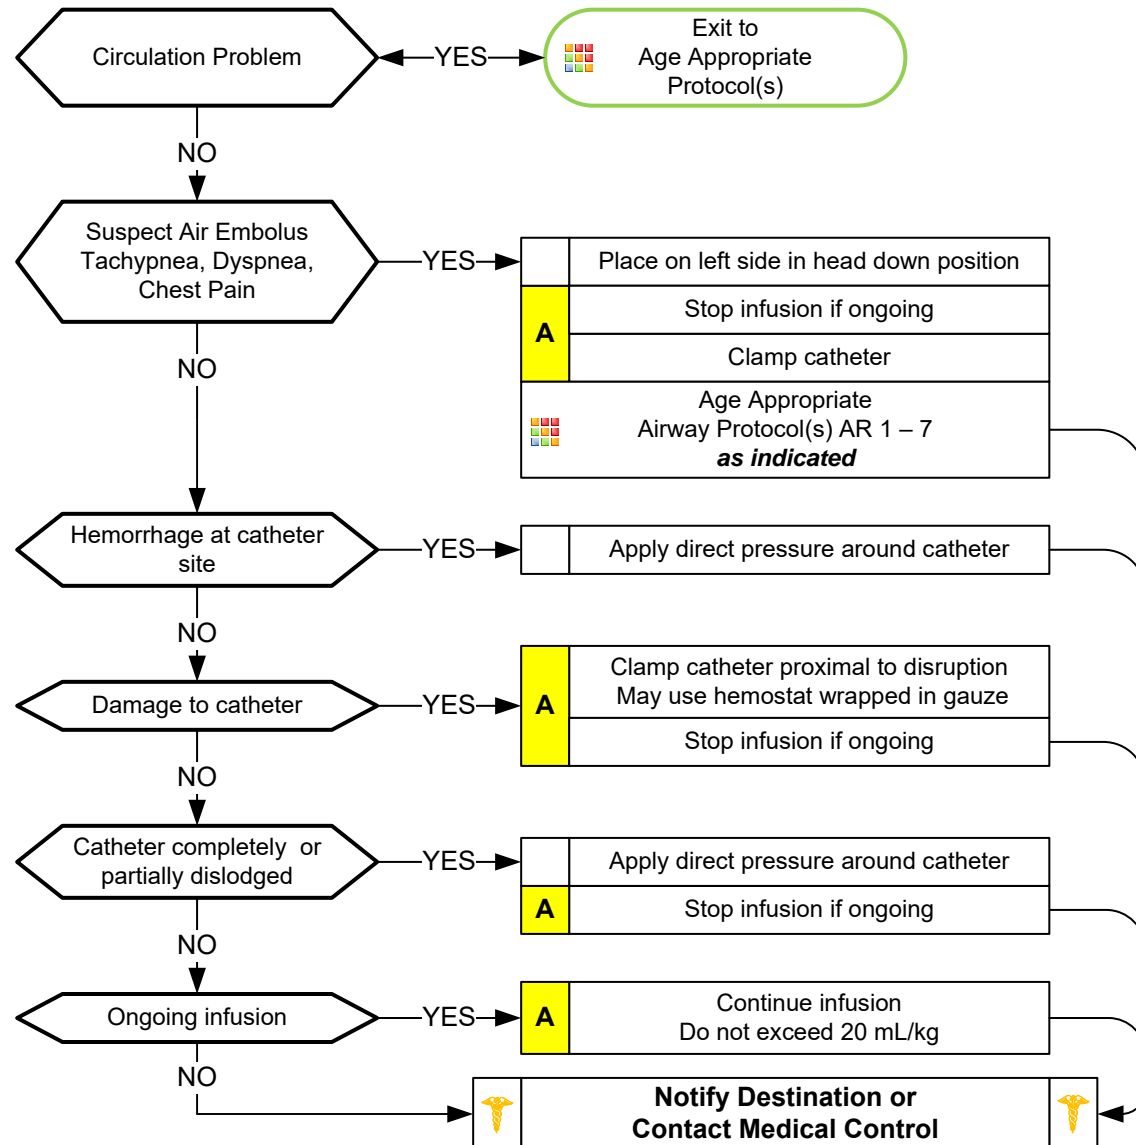 Circulation Problem
YES
Exit to
Age Appropriate
Protocol(s)
NO
Suspect Air Embolus
Tachypnea, Dyspnea,
Chest Pain
YES
Place on left side in head down position
A
Stop infusion if ongoing
Clamp catheter
Age Appropriate
Airway Protocol(s) AR 1 – 7
as indicated
NO
Hemorrhage at catheter
site
YES
Apply direct pressure around catheter
NO
Damage to catheter
YES
A
Clamp catheter proximal to disruption
May use hemostat wrapped in gauze
Stop infusion if ongoing
NO
Catheter completely or
partially dislodged
YES
Apply direct pressure around catheter
A
Stop infusion if ongoing
NO
Ongoing infusion
YES
A
Continue infusion
Do not exceed 20 mL/kg
NO
Notify Destination or
Contact Medical Control